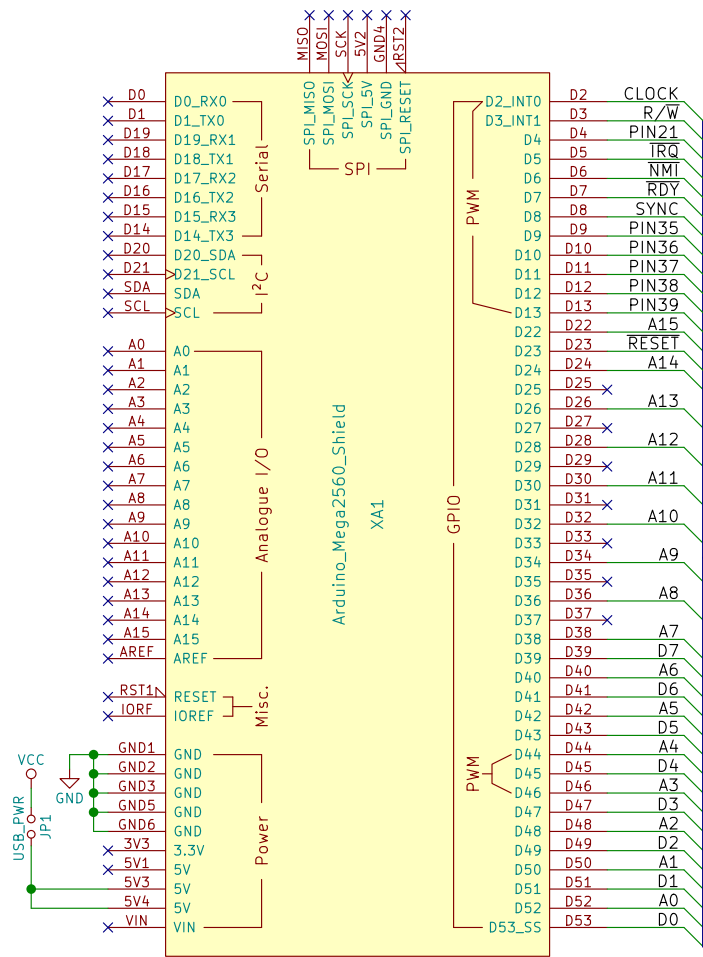 MISO MOSI SCK 5V2 GND4 RST2
SPI_MISO SPI_MOSI SPI_SCK SPI_5V SPI_GND SPI_RESET
SPI
D0 D0_RX0 D2_INT0 D2 CLOCK
D1 D1_TX0 D3_INT1 D3 R/W
D19 D19_RX1 D4 D4 PIN21
D18 D18_TX1 D5 D5 IRQ
D17 D17_RX2 D6 D6 NMI
D16 D16_TX2 D7 D7 RDY
D15 D15_RX3 D8 D8 SYNC
D14 D14_TX3 D9 D9 PIN35
Serial
PWM
D20 D20_SDA D10 D10 PIN36
D21 D21_SCL D11 D11 PIN37
SDA SDA D12 D12 PIN38
SCL SCL D13 D13 PIN39
I²C
D22 D22 A15
A0 A0 D23 D23 RESET
A1 A1 D24 D24 A14
A2 A2 D25 D25
A3 A3 D26 D26 A13
A4 A4 D27 D27
A5 A5 D28 D28 A12
A6 A6 D29 D29
A7 A7 D30 D30 A11
A8 A8 D31 D31
A9 A9 D32 D32 A10
A10 A10 D33 D33
A11 A11 D34 D34 A9
A12 A12 D35 D35
A13 A13 D36 D36 A8
A14 A14 D37 D37
A15 A15 D38 D38 A7
AREF AREF D39 D39 D7
Analogue I/O
Arduino_Mega2560_Shield
XA1
GPIO
D40 D40 A6
RST1 RESET D41 D41 D6
IORF IOREF D42 D42 A5
Misc.
D43 D43 D5
GND1 GND D44 D44 A4
GND2 GND D45 D45 D4
GND3 GND D46 D46 A3
PWM
GND5 GND D47 D47 D3
GND6 GND D48 D48 A2
3V3 3.3V D49 D49 D2
5V1 5V D50 D50 A1
5V3 5V D51 D51 D1
5V4 5V D52 D52 A0
VIN VIN D53_SS D53 D0
Power
VCC
GND
USB_PWR
JP1